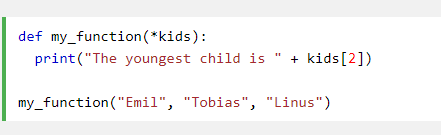 def my_function(*kids):
  print("The youngest child is " + kids[2])

my_function("Emil", "Tobias", "Linus")